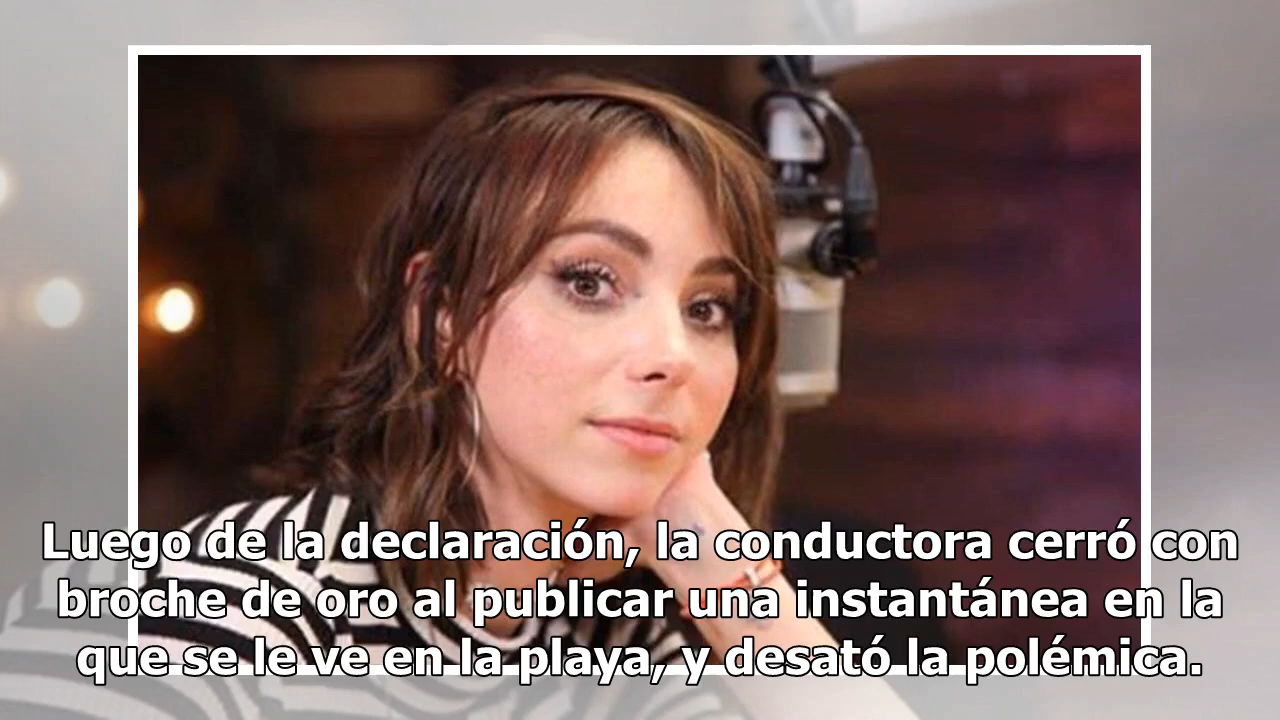 Luego de la declaración, la conductora cerró con
broche de oro al publicar una instantánea en la
que se le ve en la playa, y desató la polémica.